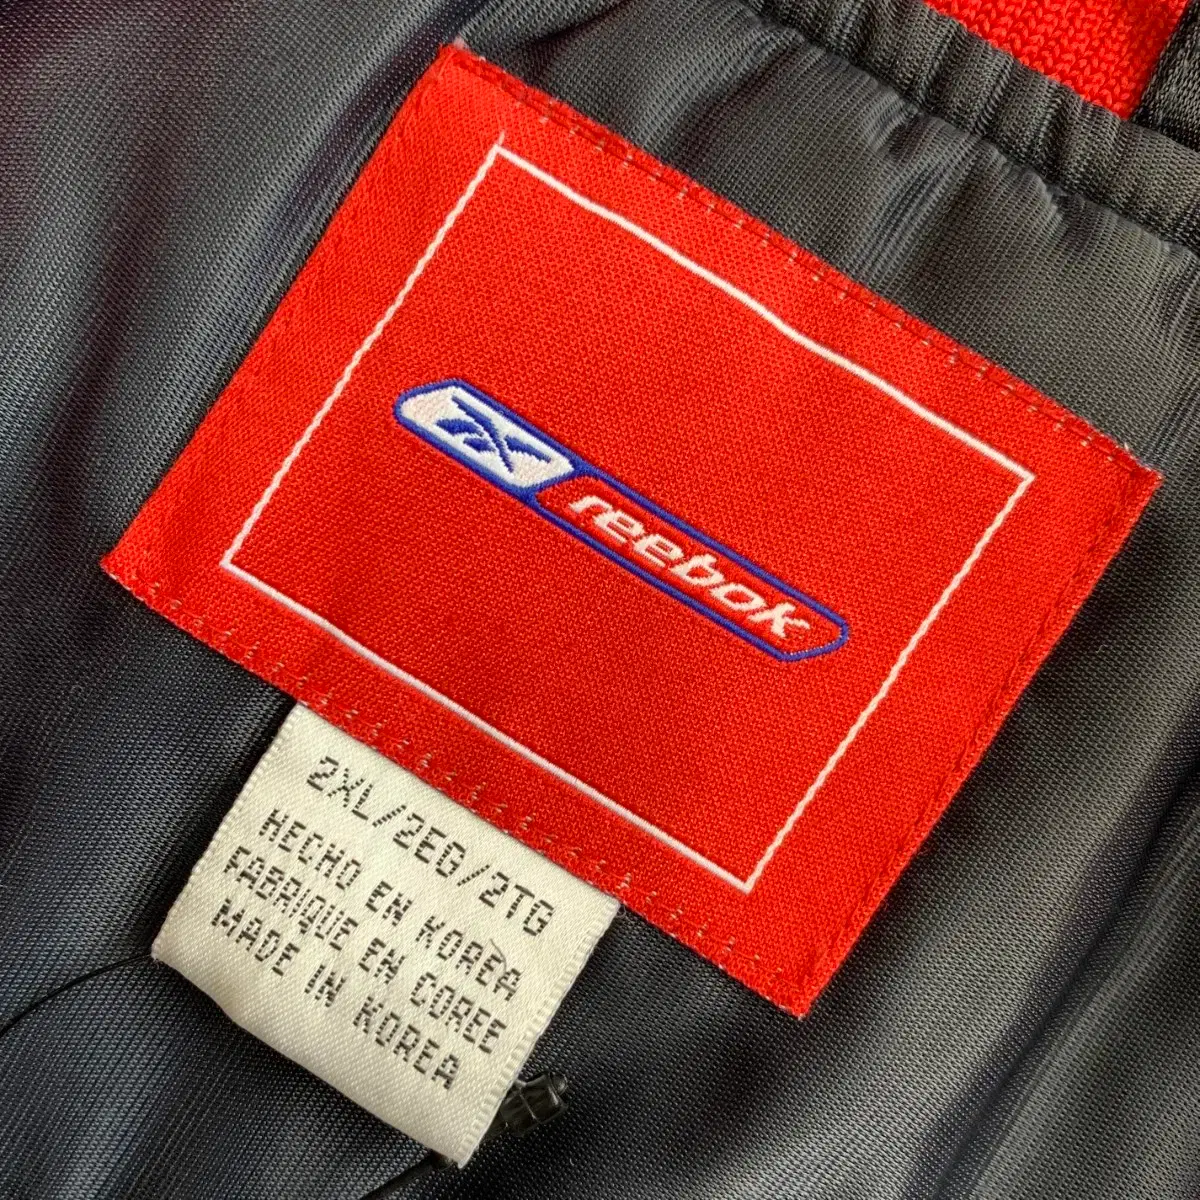 reebok
2XL/2EG/2TG
HECHO EN KOREA
FABRIQUE EN COREE
MADE IN KOREA